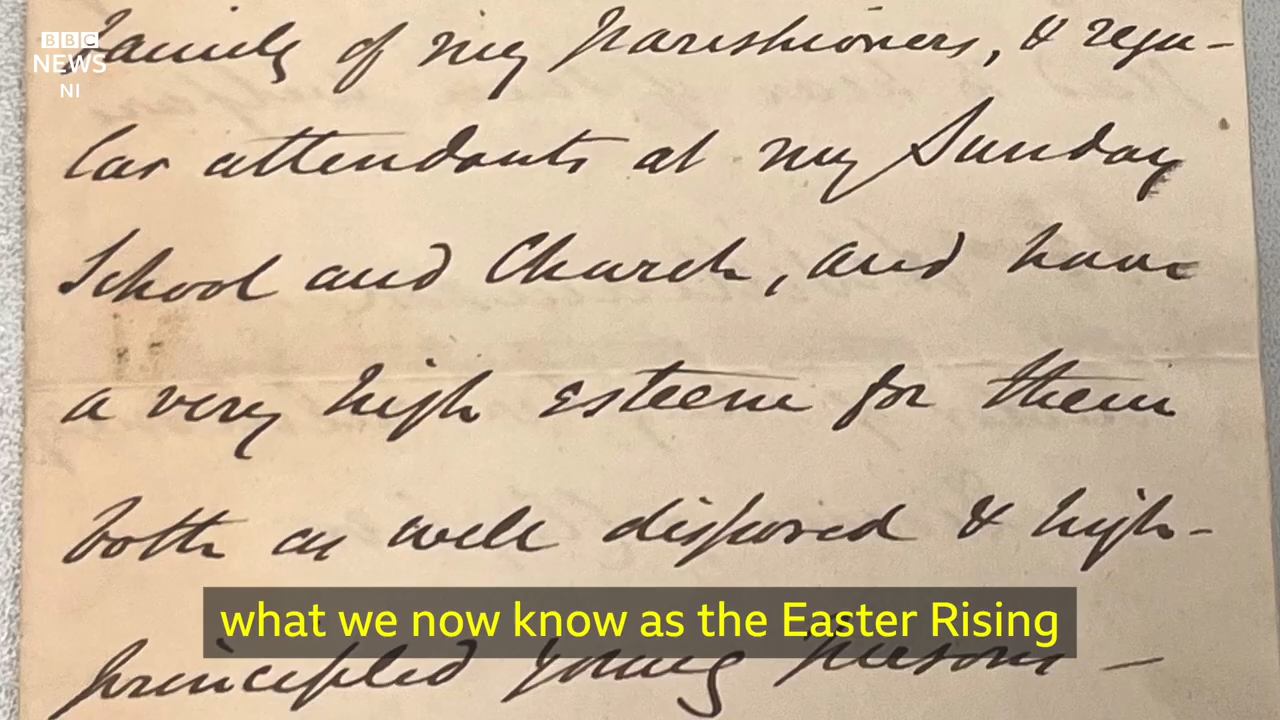 BBC
NEWS
NI
family of my parishioners, & regu-
lar attendants at my Sunday
School and Church, and have
a very high esteem for them
both as well disposed & high-
what we now know as the Easter Rising
principled young persons –